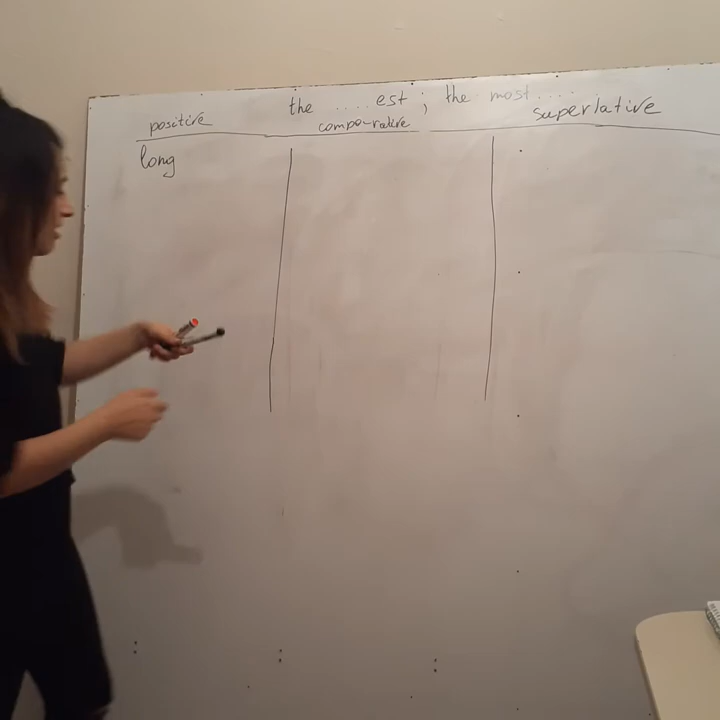 the .... est ; the most ....
positive comparative superlative
long